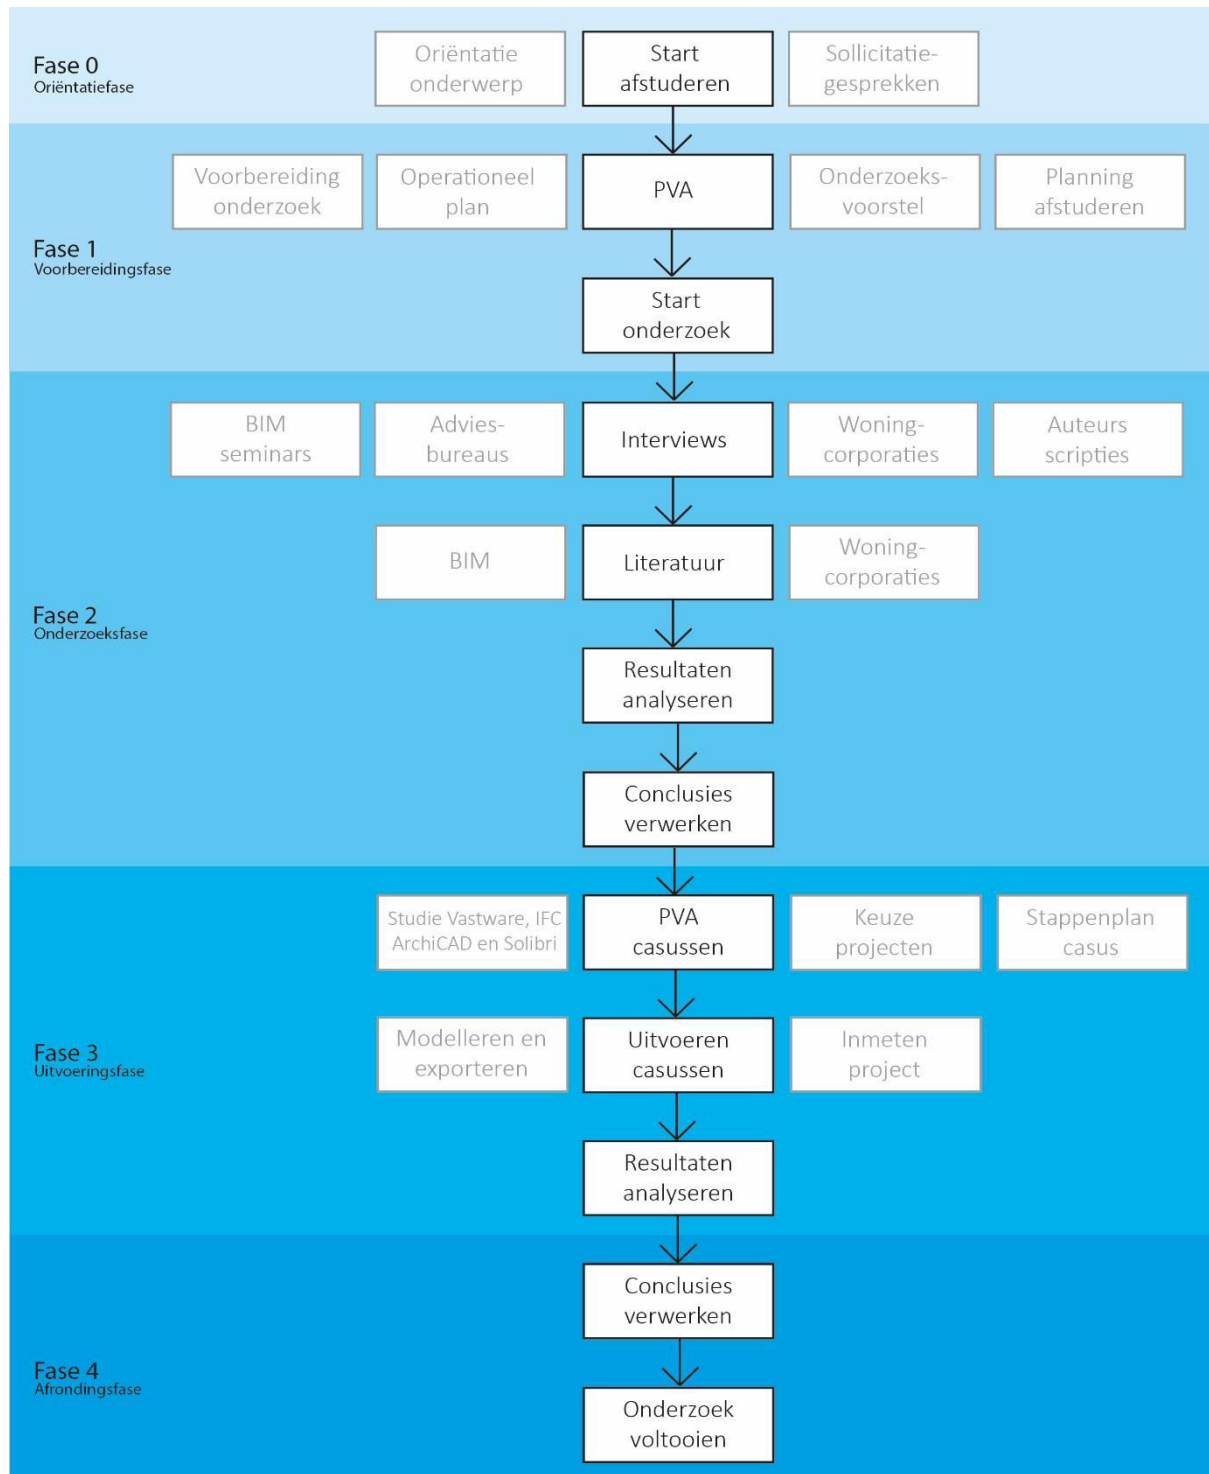 Fase 0
Oriëntatiefase
Oriëntatie
onderwerp
Start
afstuderen
Sollicitatie-
gesprekken
Fase 1
Voorbereidingsfase
Voorbereiding
onderzoek
Operationeel
plan
PVA
Onderzoeks-
voorstel
Planning
afstuderen
Start
onderzoek
Fase 2
Onderzoeksfase
BIM
seminars
Advies-
bureaus
Interviews
Woning-
corporaties
Auteurs
scripties
BIM
Literatuur
Woning-
corporaties
Resultaten
analyseren
Conclusies
verwerken
Fase 3
Uitvoeringsfase
Studie Vastware, IFC
ArchiCAD en Solibri
PVA
casussen
Keuze
projecten
Stappenplan
casus
Modelleren en
exporteren
Uitvoeren
casussen
Inmeten
project
Resultaten
analyseren
Fase 4
Afrondingsfase
Conclusies
verwerken
Onderzoek
voltooien